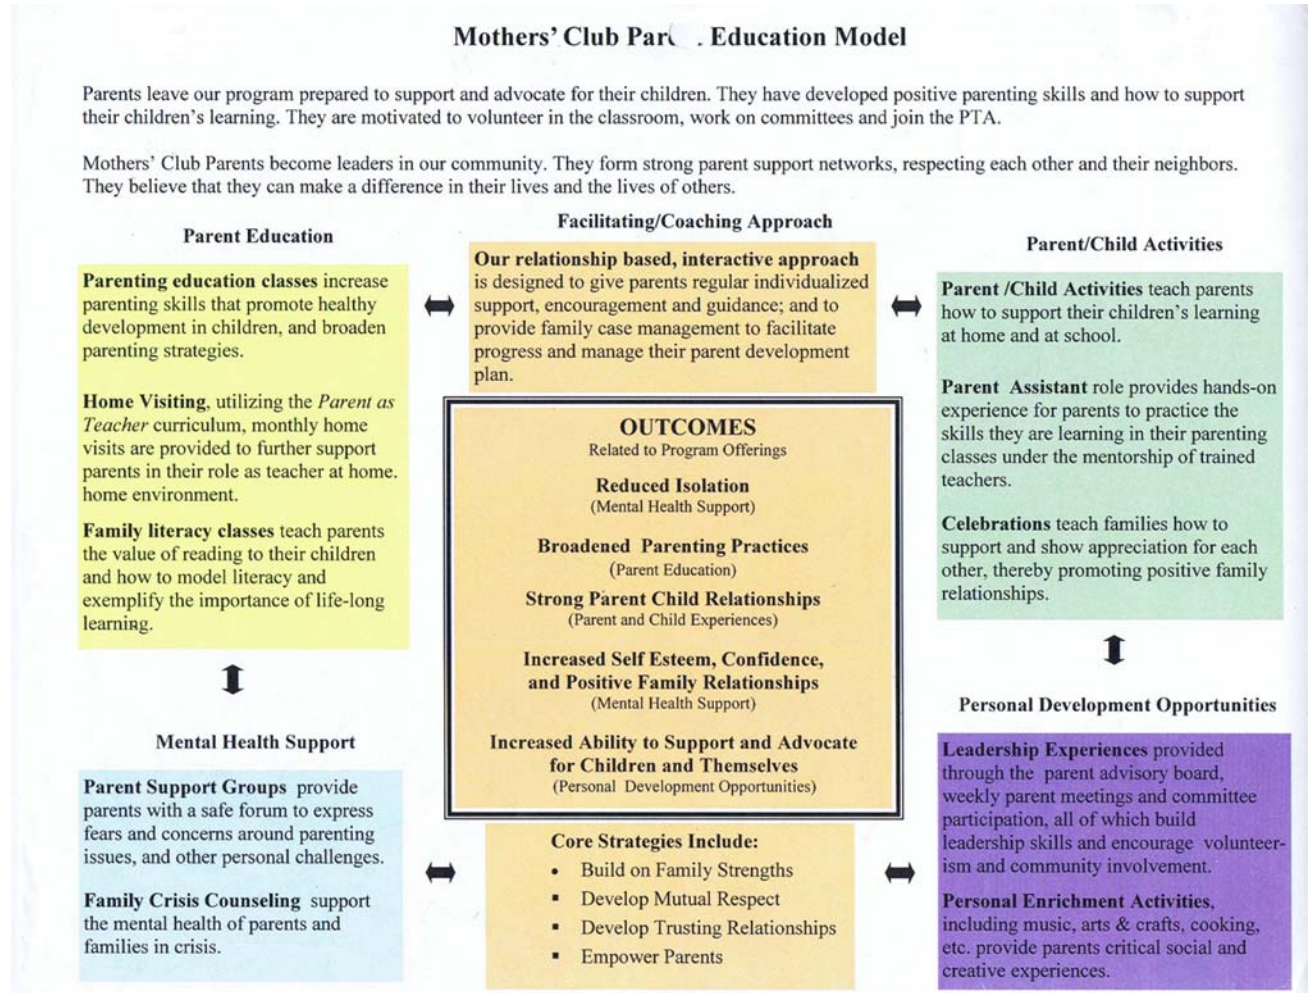 Mothers' Club Par Education Model
Parents leave our program prepared to support and advocate for their children. They have developed positive parenting skills and how to support
their children's learning. They are motivated to volunteer in the classroom, work on committees and join the PTA.
Mothers' Club Parents become leaders in our community. They form strong parent support networks, respecting each other and their neighbors.
They believe that they can make a difference in their lives and the lives of others.
Parent Education
Parenting education classes increase
parenting skills that promote healthy
development in children, and broaden
parenting strategies.
Home Visiting, utilizing the Parent as
Teacher curriculum, monthly home
visits are provided to further support
parents in their role as teacher at home.
home environment.
Family literacy classes teach parents
the value of reading to their children
and how to model literacy and
exemplify the importance of life-long
learning.
Facilitating/Coaching Approach
Our relationship based, interactive approach
is designed to give parents regular individualized
support, encouragement and guidance; and to
provide family case management to facilitate
progress and manage their parent development
plan.
Parent/Child Activities
Parent /Child Activities teach parents
how to support their children's learning
at home and at school.
Parent Assistant role provides hands-on
experience for parents to practice the
skills they are learning in their parenting
classes under the mentorship of trained
teachers.
Celebrations teach families how to
support and show appreciation for each
other, thereby promoting positive family
relationships.
OUTCOMES
Related to Program Offerings
Reduced Isolation
(Mental Health Support)
Broadened Parenting Practices
(Parent Education)
Strong Parent Child Relationships
(Parent and Child Experiences)
Increased Self Esteem, Confidence,
and Positive Family Relationships
(Mental Health Support)
Increased Ability to Support and Advocate
for Children and Themselves
(Personal Development Opportunities)
Mental Health Support
Parent Support Groups provide
parents with a safe forum to express
fears and concerns around parenting
issues, and other personal challenges.
Family Crisis Counseling support
the mental health of parents and
families in crisis.
Core Strategies Include:
• Build on Family Strengths
▪ Develop Mutual Respect
▪ Develop Trusting Relationships
▪ Empower Parents
Personal Development Opportunities
Leadership Experiences provided
through the parent advisory board,
weekly parent meetings and committee
participation, all of which build
leadership skills and encourage volunteer-
ism and community involvement.
Personal Enrichment Activities,
including music, arts & crafts, cooking,
etc. provide parents critical social and
creative experiences.